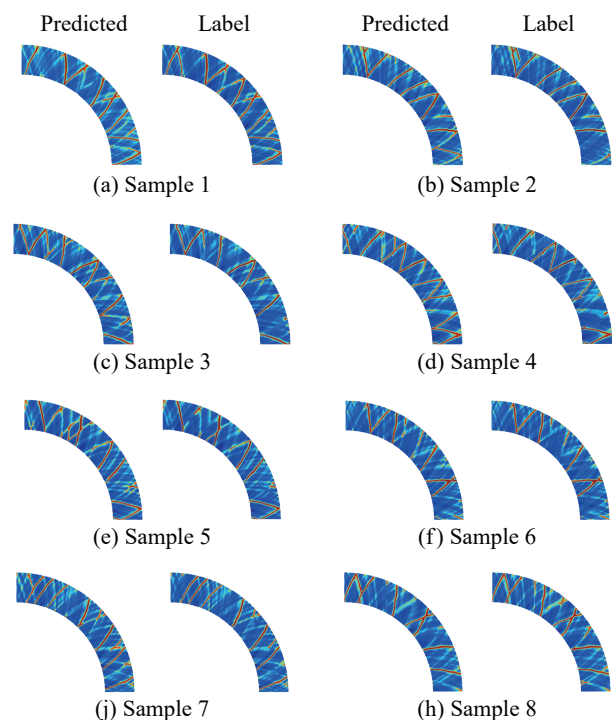 Predicted Label Predicted Label
(a) Sample 1 (b) Sample 2
(c) Sample 3 (d) Sample 4
(e) Sample 5 (f) Sample 6
(j) Sample 7 (h) Sample 8